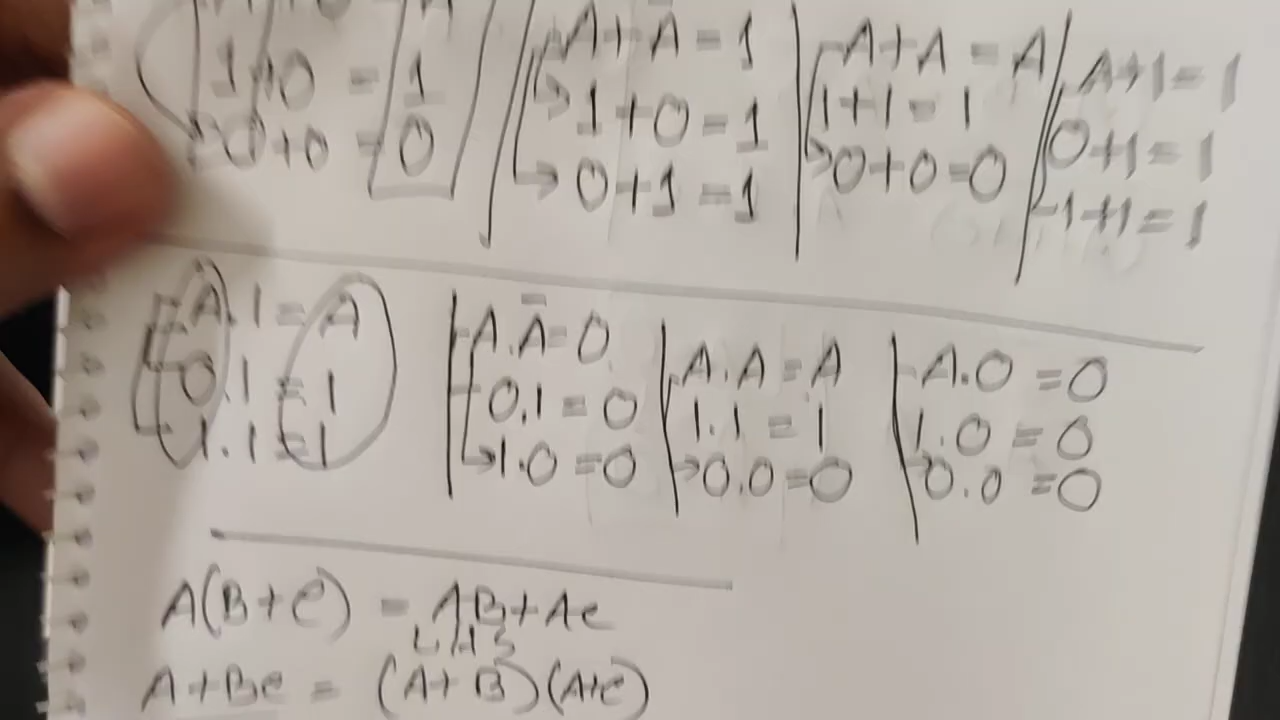 1+0 = 1
0+0 = 0
A+Ā = 1
1+0 = 1
0+1 = 1
A+A = A
1+1 = 1
0+0 = 0
A+1 = 1
0+1 = 1
1+1 = 1
A.1 = A
0.1 = 1
1.1 = 1
A.Ā = 0
0.1 = 0
1.0 = 0
A.A = A
1.1 = 1
0.0 = 0
A.0 = 0
1.0 = 0
0.0 = 0
A(B+C) = AB+AC
A+BC = (A+B)(A+C)